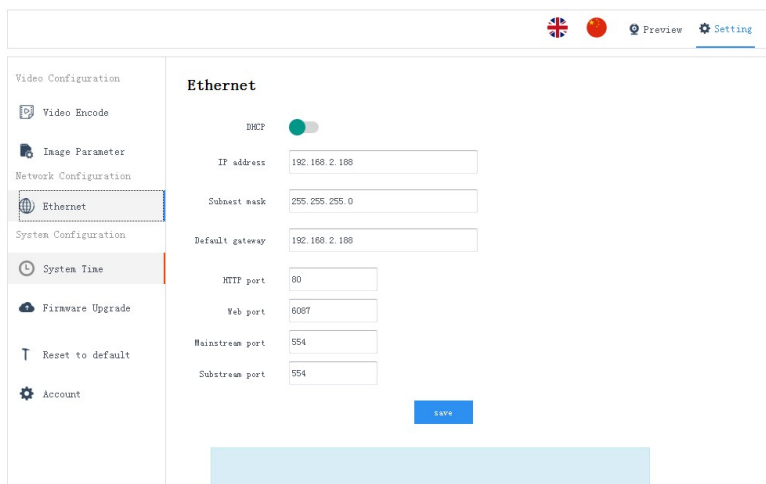 Preview Setting
Video Configuration
Video Encode
Image Parameter
Network Configuration
Ethernet
System Configuration
System Time
Firmware Upgrade
Reset to default
Account
Ethernet
DHCP
IP address 192.168.2.188
Subnest mask 255.255.255.0
Default gateway 192.168.2.188
HTTP port 80
Web port 6087
Mainstream port 554
Substream port 554
save